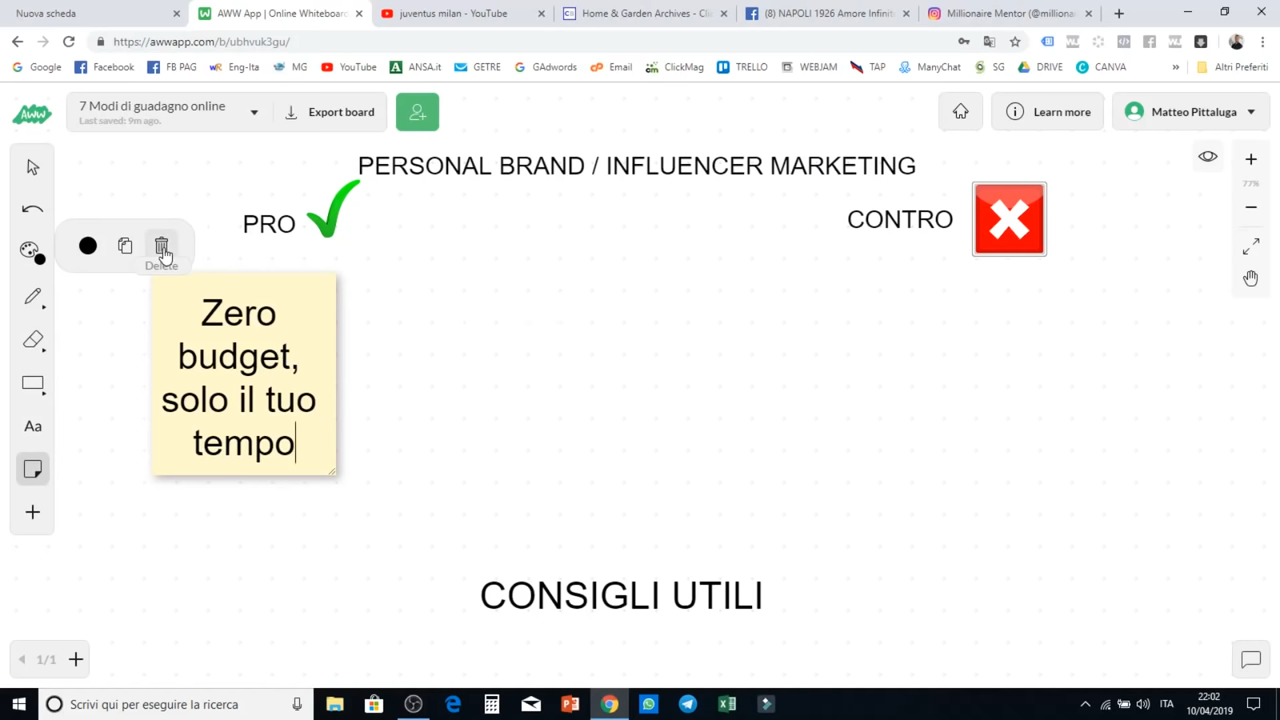 Nuova scheda
AWW App | Online Whiteboard
juventus milan - YouTube
Home & Garden Archives - Cli
(8) NAPOLI 1926 Amore Infinit
Millionaire Mentor (@milliona
https://awwapp.com/b/ubhvuk3gu/
Google Facebook FB PAG Eng-Ita MG YouTube ANSA.it GETRE GAdwords Email ClickMag TRELLO WEBJAM TAP ManyChat SG DRIVE CANVA » Altri Preferiti
AWW
7 Modi di guadagno online
Last saved: 9m ago.
Export board
Learn more
Matteo Pittaluga
PERSONAL BRAND / INFLUENCER MARKETING
77%
PRO
CONTRO
Delete
Zero
budget,
solo il tuo
tempo
Aa
CONSIGLI UTILI
1/1
Scrivi qui per eseguire la ricerca
ITA
22:02
10/04/2019